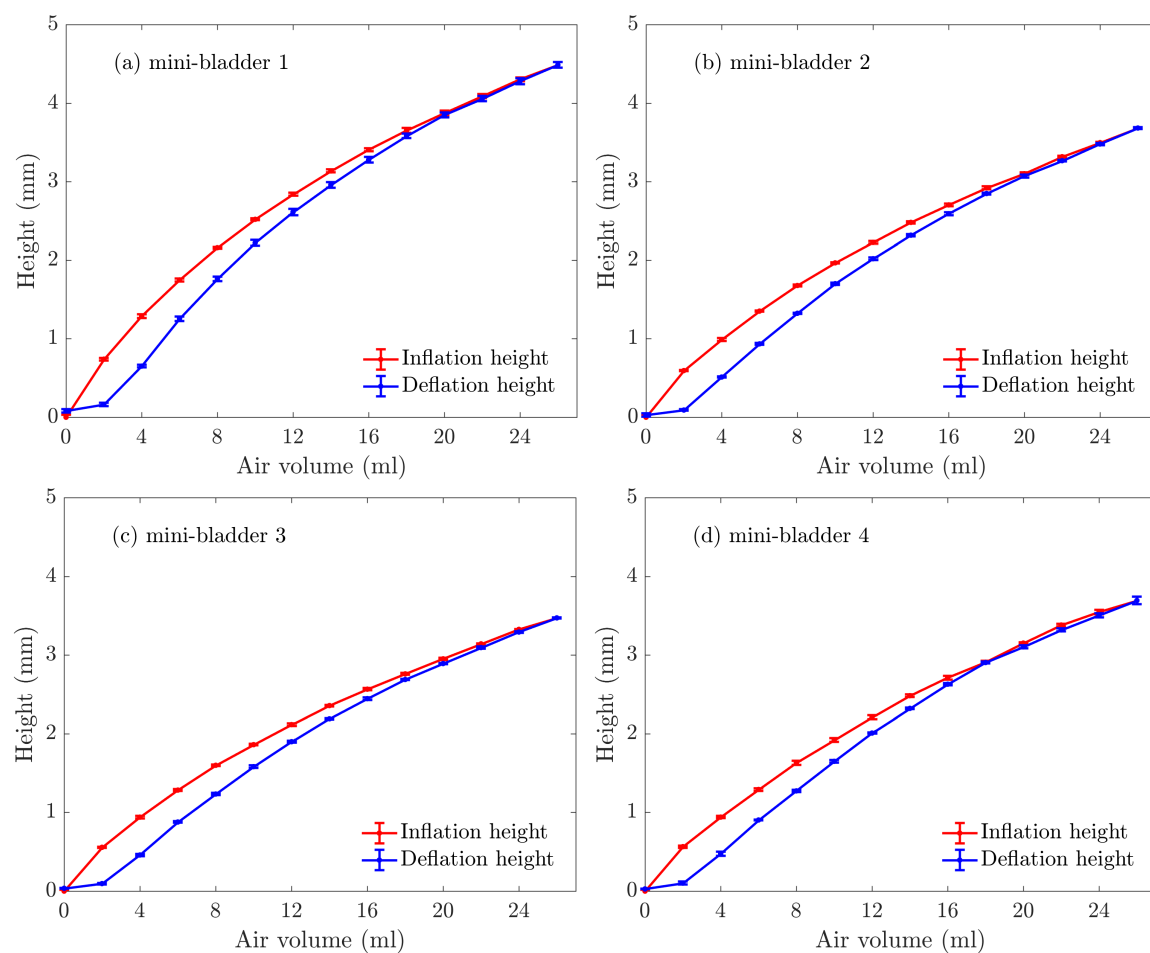 (a) mini-bladder 1
Height (mm)
5
4
3
2
1
0
Inflation height
Deflation height
0 4 8 12 16 20 24
Air volume (ml)
(b) mini-bladder 2
Height (mm)
5
4
3
2
1
0
Inflation height
Deflation height
0 4 8 12 16 20 24
Air volume (ml)
(c) mini-bladder 3
Height (mm)
5
4
3
2
1
0
Inflation height
Deflation height
0 4 8 12 16 20 24
Air volume (ml)
(d) mini-bladder 4
Height (mm)
5
4
3
2
1
0
Inflation height
Deflation height
0 4 8 12 16 20 24
Air volume (ml)